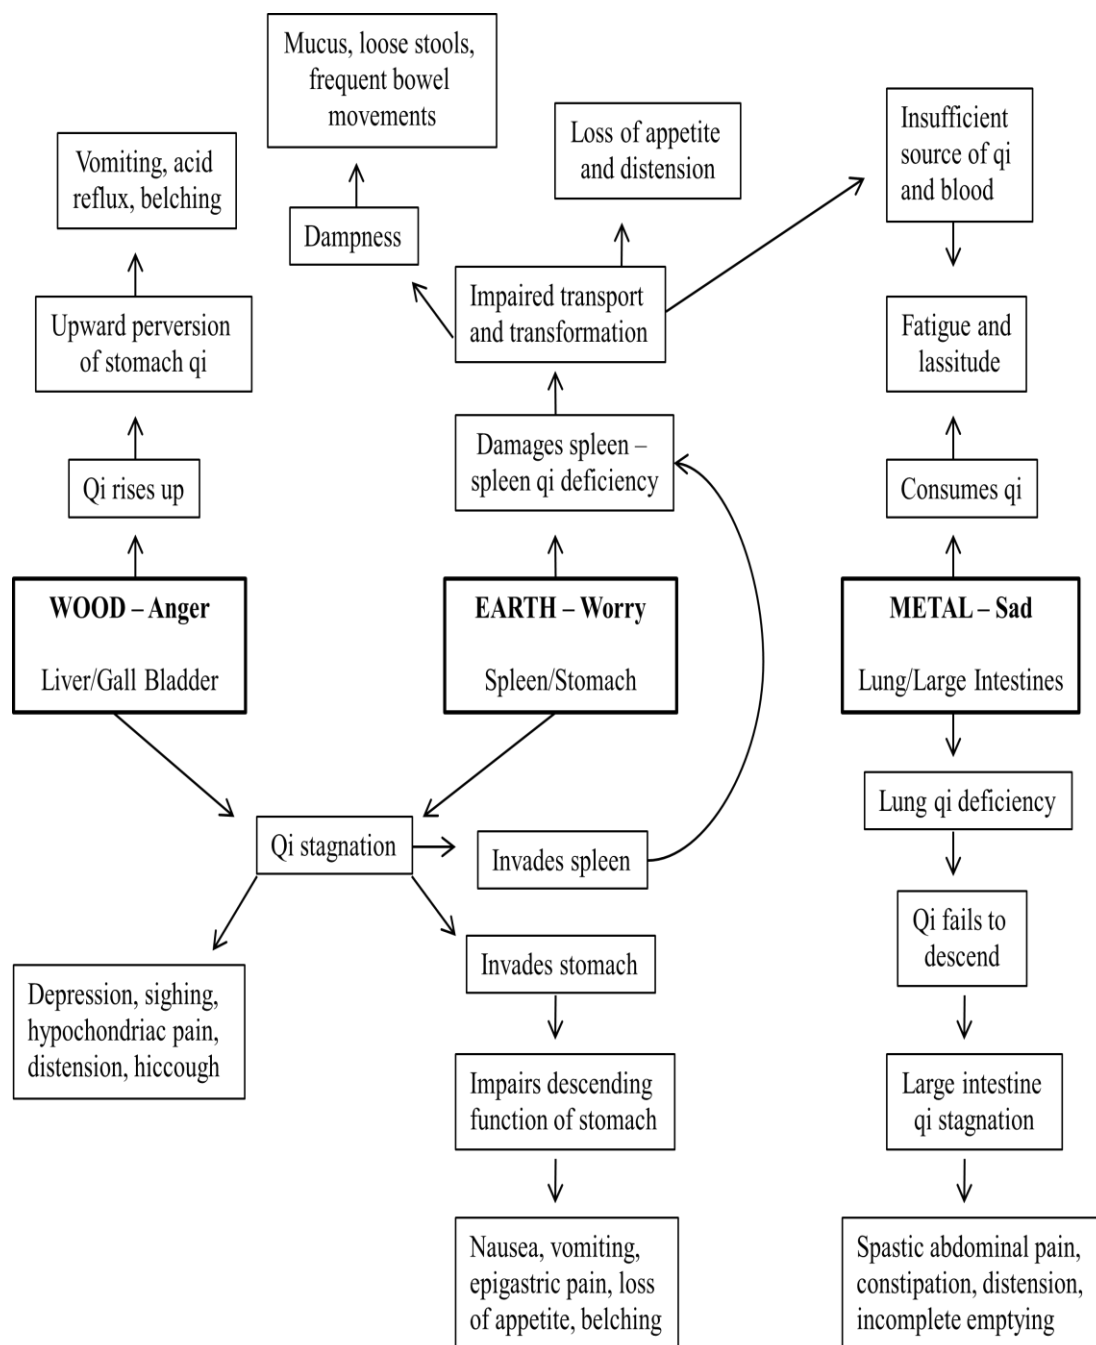 Mucus, loose stools,
frequent bowel
movements
Vomiting, acid
reflux, belching
Loss of appetite
and distension
Insufficient
source of qi
and blood
Dampness
Upward perversion
of stomach qi
Impaired transport
and transformation
Fatigue and
lassitude
Qi rises up
Damages spleen –
spleen qi deficiency
Consumes qi
WOOD – Anger
Liver/Gall Bladder
EARTH – Worry
Spleen/Stomach
METAL – Sad
Lung/Large Intestines
Qi stagnation
Invades spleen
Lung qi deficiency
Invades stomach
Qi fails to
descend
Depression, sighing,
hypochondriac pain,
distension, hiccough
Impairs descending
function of stomach
Large intestine
qi stagnation
Nausea, vomiting,
epigastric pain, loss
of appetite, belching
Spastic abdominal pain,
constipation, distension,
incomplete emptying